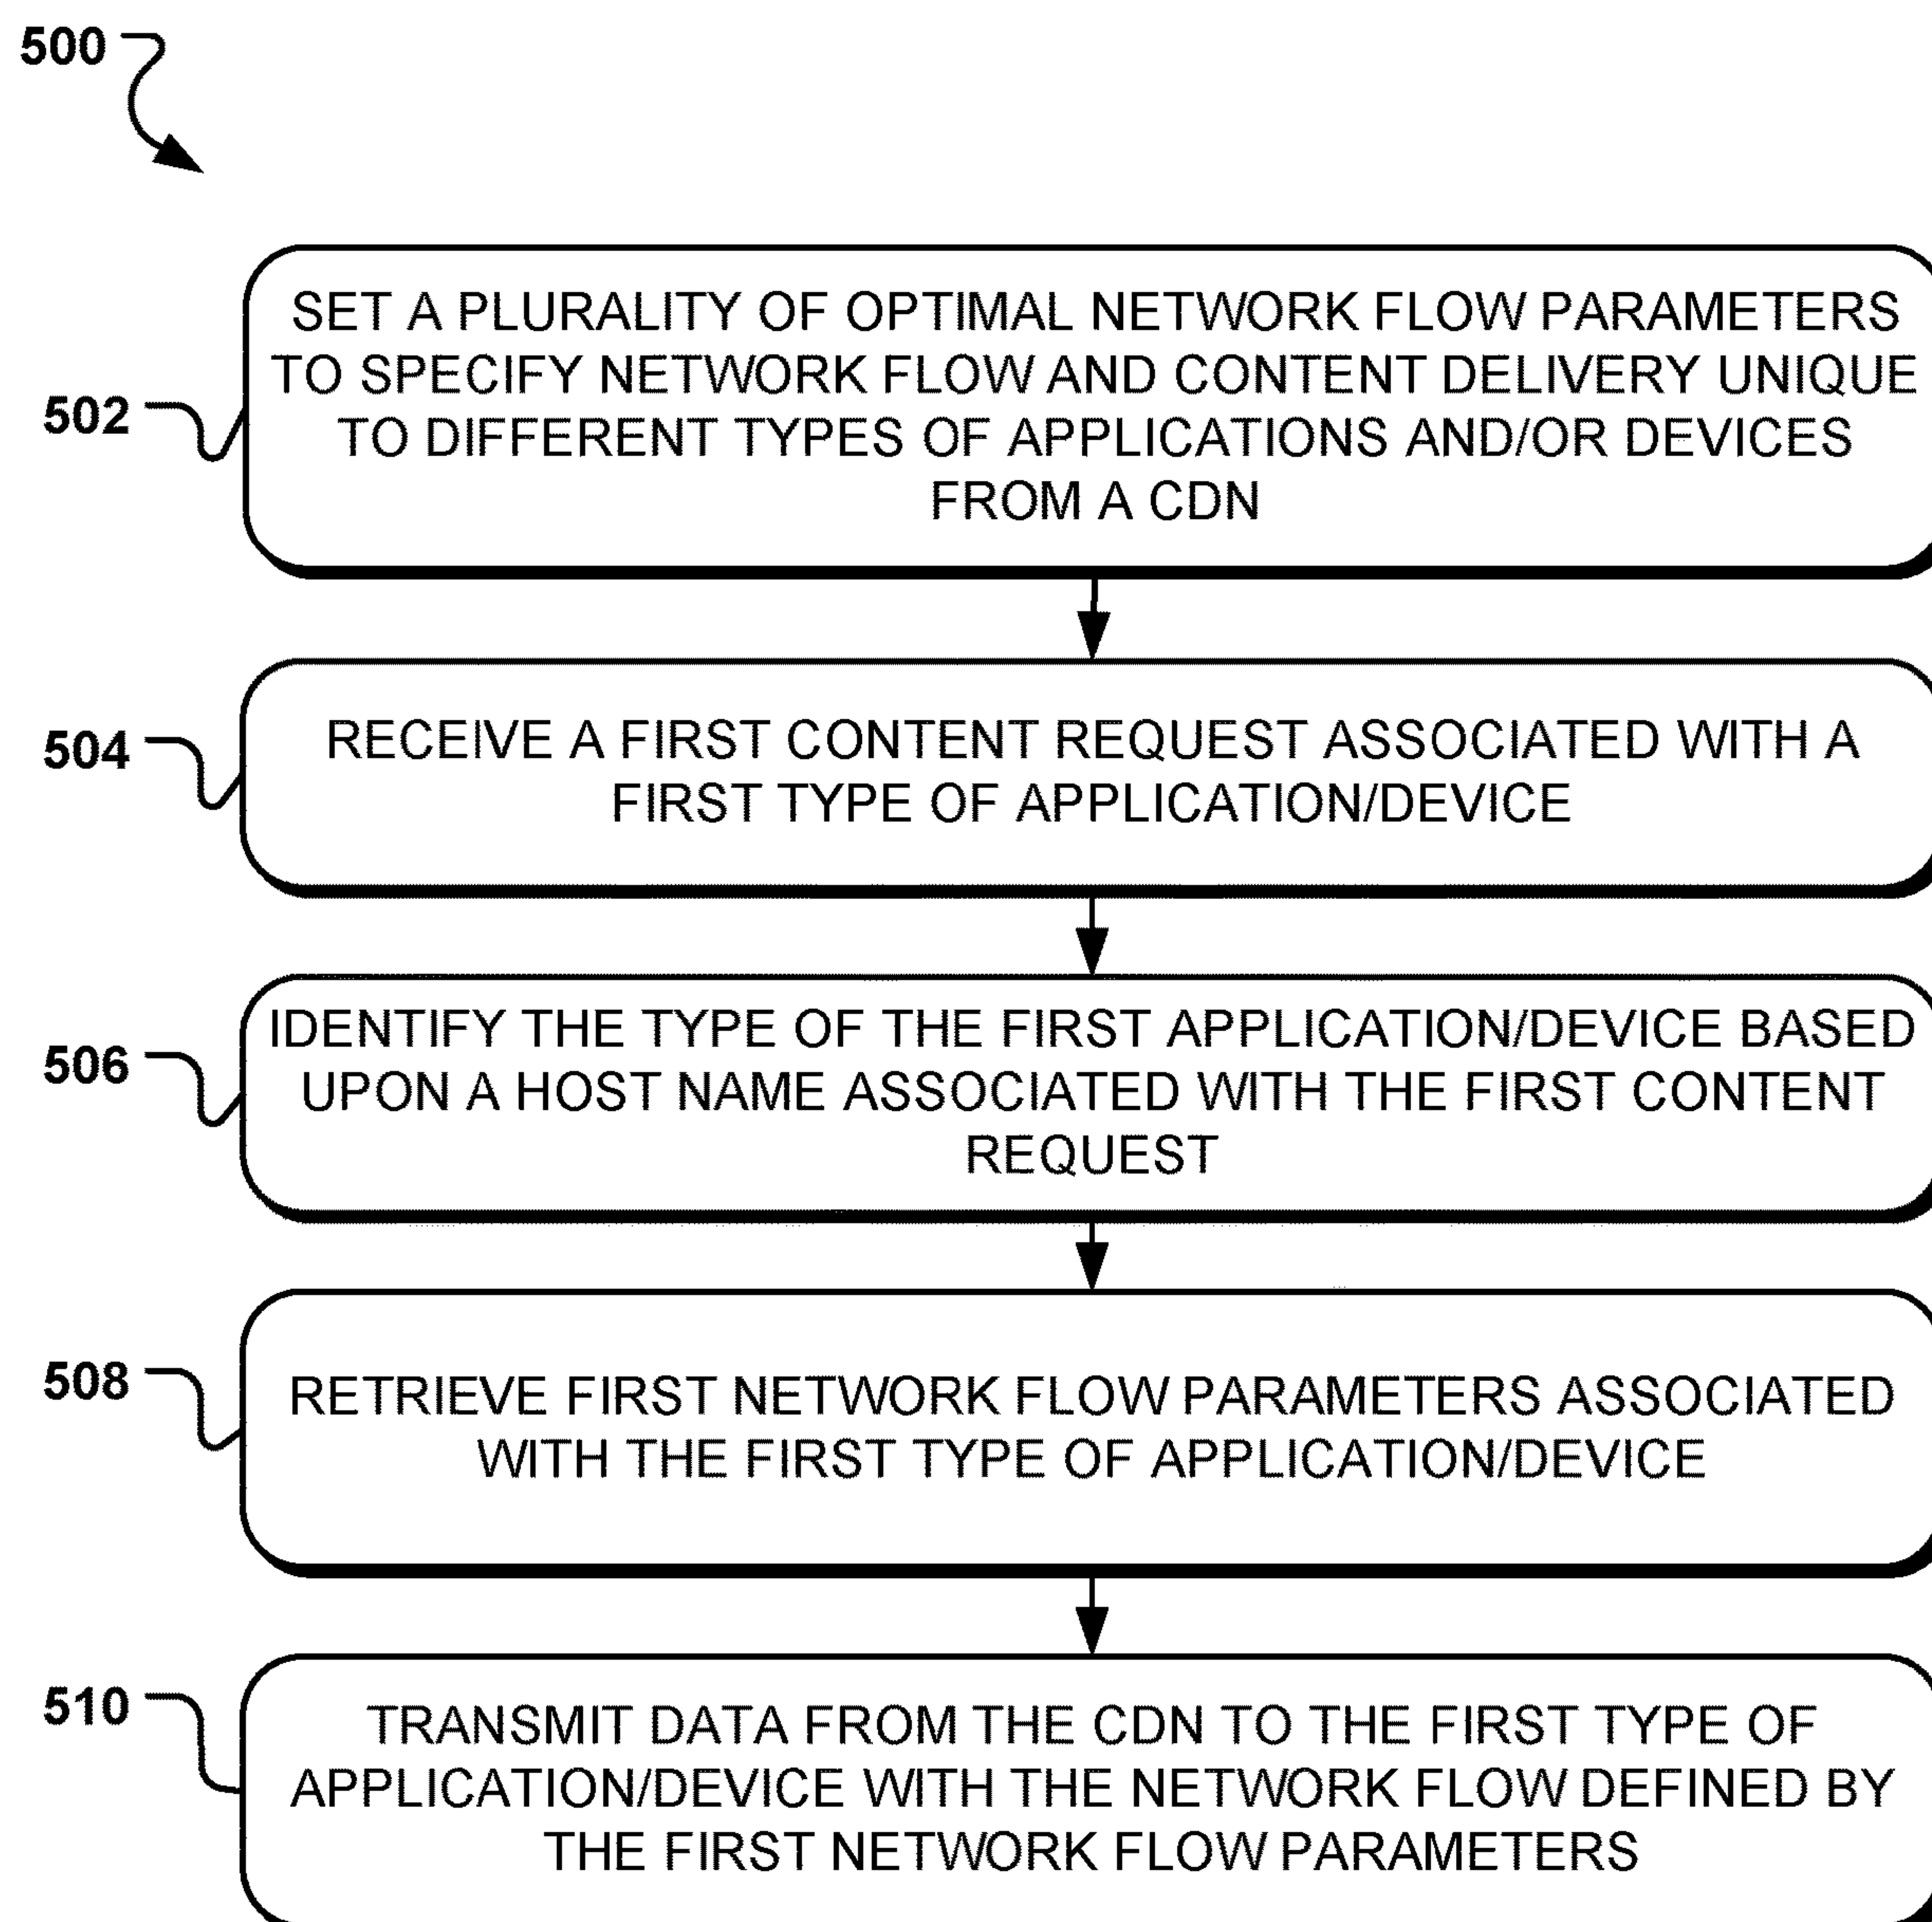 500
502
SET A PLURALITY OF OPTIMAL NETWORK FLOW PARAMETERS
TO SPECIFY NETWORK FLOW AND CONTENT DELIVERY UNIQUE
TO DIFFERENT TYPES OF APPLICATIONS AND/OR DEVICES
FROM A CDN
504
RECEIVE A FIRST CONTENT REQUEST ASSOCIATED WITH A
FIRST TYPE OF APPLICATION/DEVICE
506
IDENTIFY THE TYPE OF THE FIRST APPLICATION/DEVICE BASED
UPON A HOST NAME ASSOCIATED WITH THE FIRST CONTENT
REQUEST
508
RETRIEVE FIRST NETWORK FLOW PARAMETERS ASSOCIATED
WITH THE FIRST TYPE OF APPLICATION/DEVICE
510
TRANSMIT DATA FROM THE CDN TO THE FIRST TYPE OF
APPLICATION/DEVICE WITH THE NETWORK FLOW DEFINED BY
THE FIRST NETWORK FLOW PARAMETERS